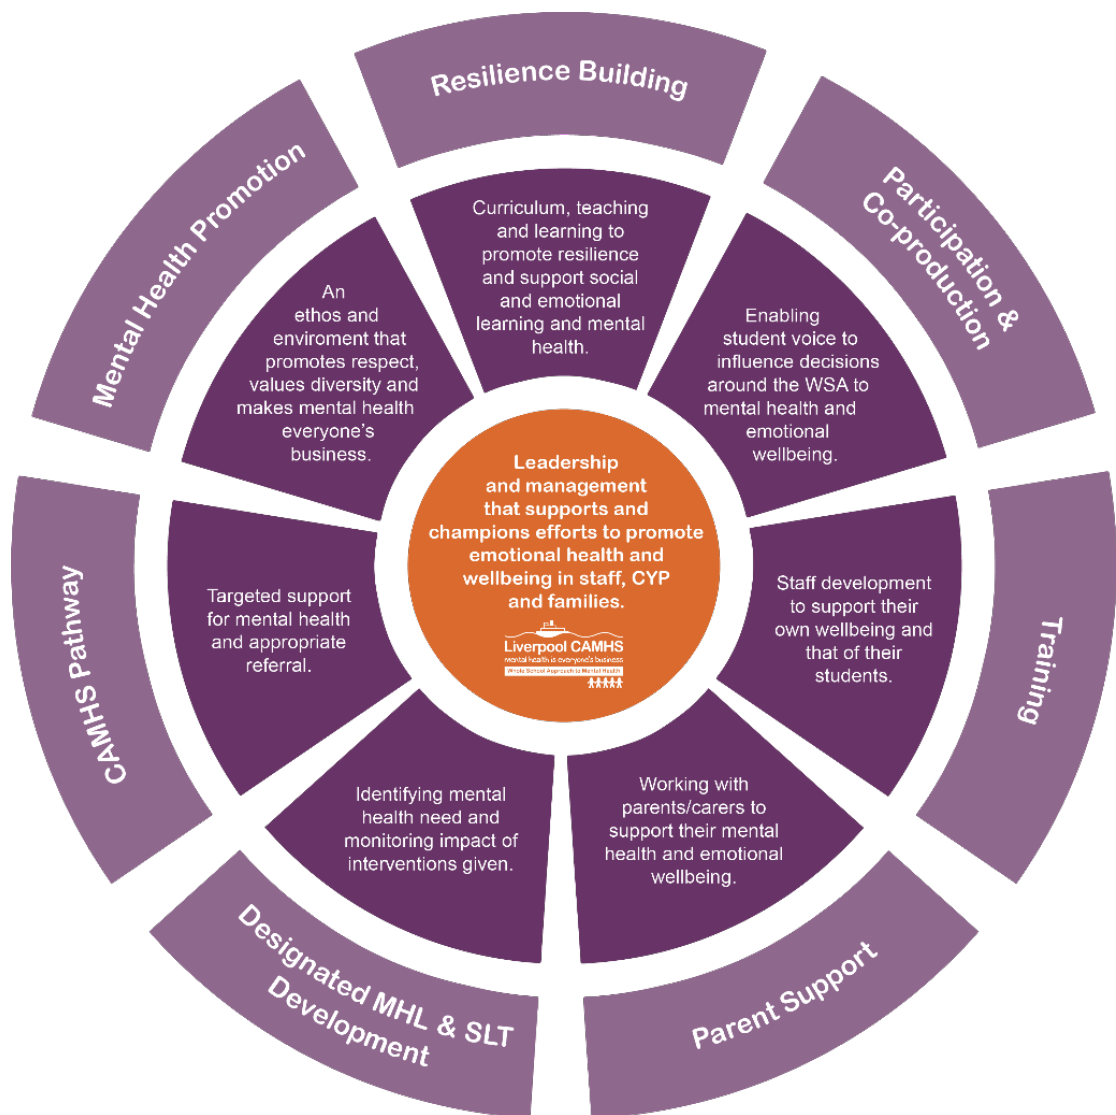 Resilience Building
Curriculum, teaching
and learning to
promote resilience
and support social
and emotional
learning and mental
health.
Participation &
Co-production
Enabling
student voice to
influence decisions
around the WSA to
mental health and
emotional
wellbeing.
Training
Staff development
to support their
own wellbeing and
that of their
students.
Parent Support
Working with
parents/carers to
support their mental
health and emotional
wellbeing.
Designated MHL & SLT
Development
Identifying mental
health need and
monitoring impact of
interventions given.
CAMHS Pathway
Targeted support
for mental health
and appropriate
referral.
Mental Health Promotion
An
ethos and
enviroment that
promotes respect,
values diversity and
makes mental health
everyone's
business.
Leadership
and management
that supports and
champions efforts to promote
emotional health and
wellbeing in staff, CYP
and families.
Liverpool CAMHS
mental health is everyone's business
Whole School Approach to Mental Health